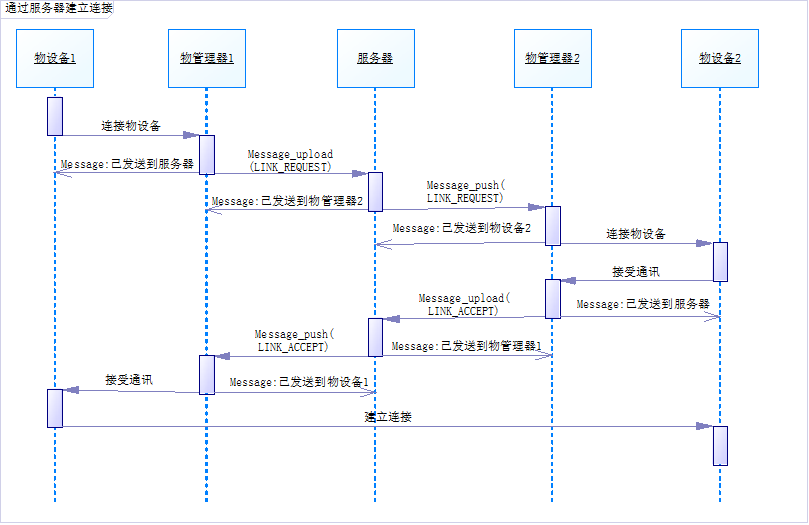 通过服务器建立连接
物设备1
物管理器1
服务器
物管理器2
物设备2
连接物设备
Message:已发送到服务器
Message_upload
(LINK_REQUEST)
Message:已发送到物管理器2
Message_push(
LINK_REQUEST)
Message:已发送到物设备2
连接物设备
接受通讯
Message_upload(
LINK_ACCEPT)
Message:已发送到服务器
Message_push(
LINK_ACCEPT)
Message:已发送到物管理器1
接受通讯
Message:已发送到物设备1
建立连接